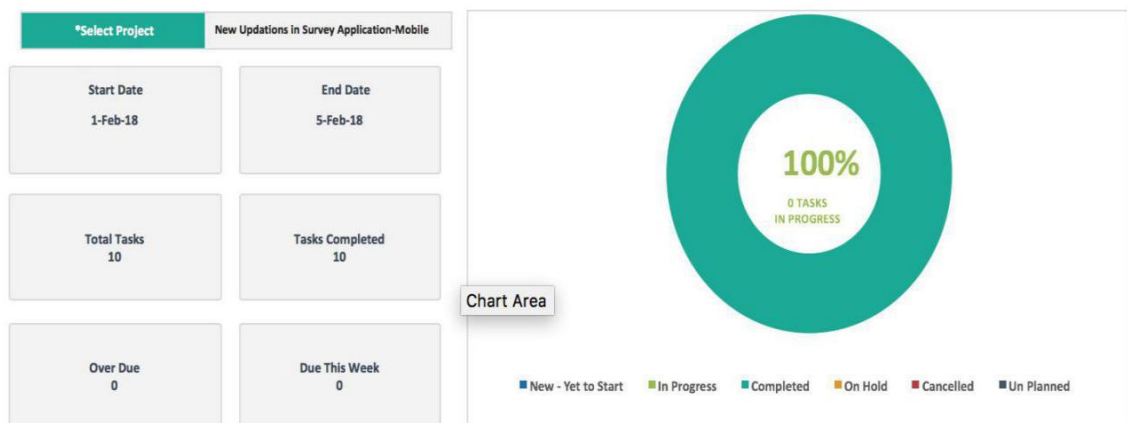 *Select Project
New Updations in Survey Application-Mobile
Start Date
1-Feb-18
End Date
5-Feb-18
Total Tasks
10
Tasks Completed
10
Over Due
0
Due This Week
0
100%
0 TASKS
IN PROGRESS
Chart Area
New - Yet to Start
In Progress
Completed
On Hold
Cancelled
Un Planned